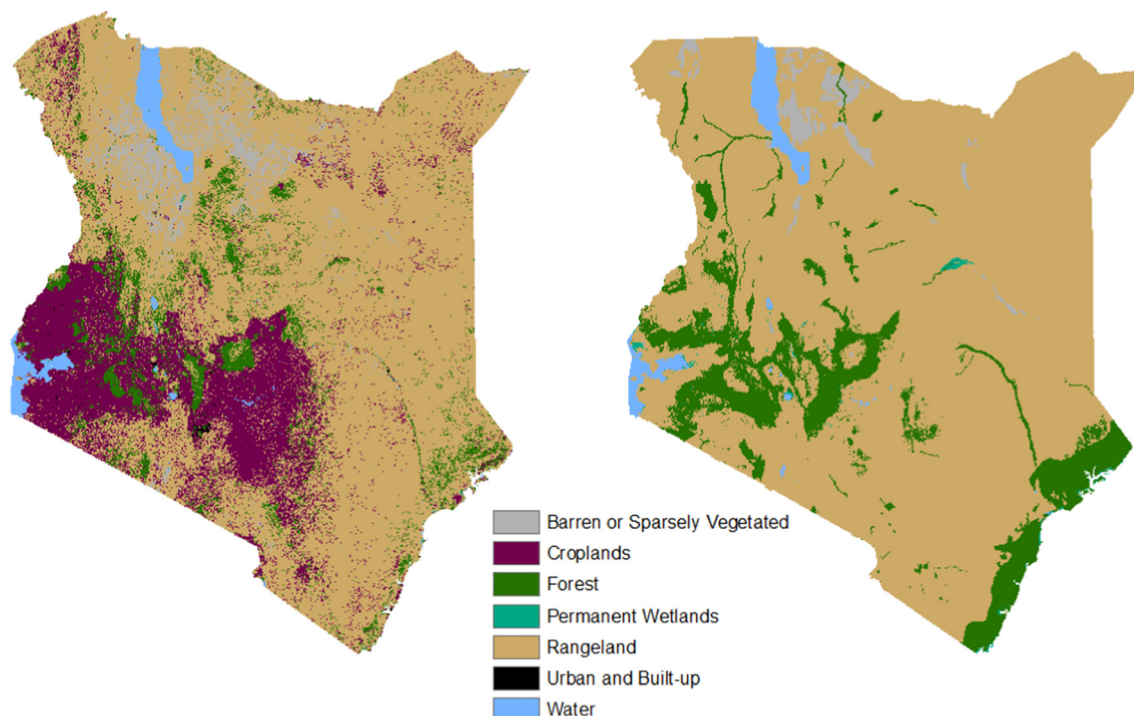 Barren or Sparsely Vegetated
Croplands
Forest
Permanent Wetlands
Rangeland
Urban and Built-up
Water